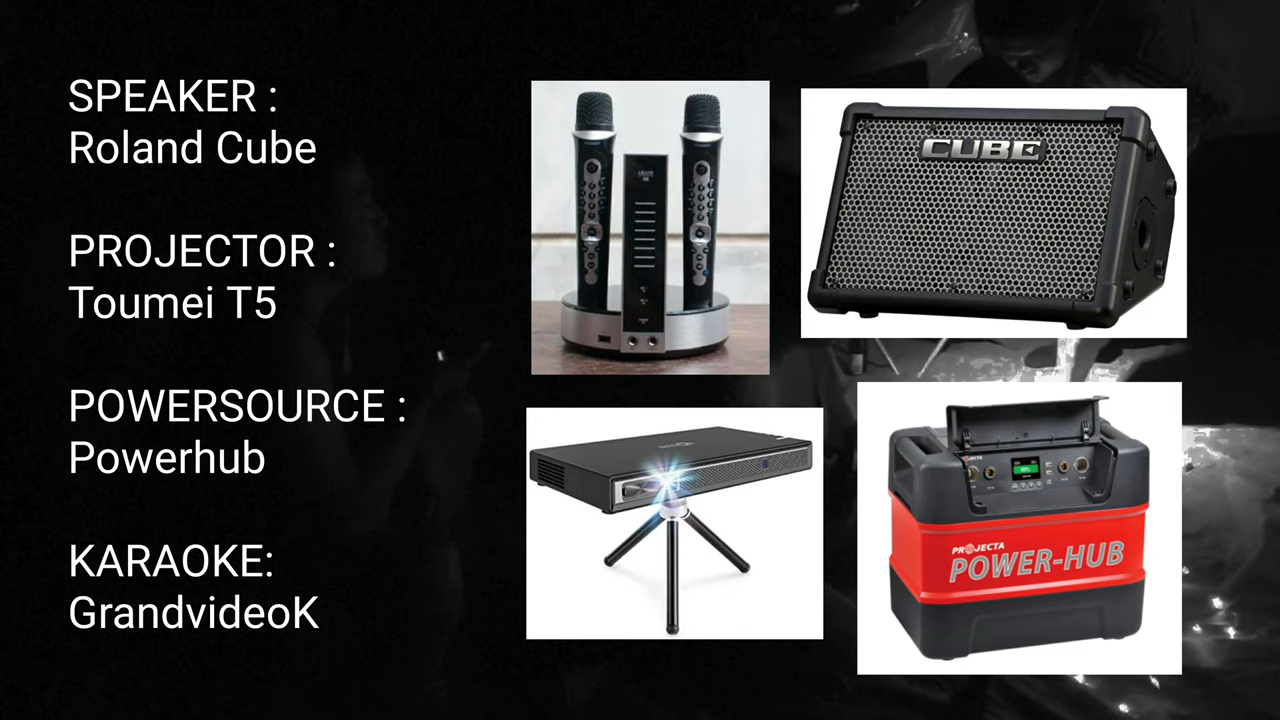 SPEAKER :
Roland Cube
PROJECTOR :
Toumei T5
POWERSOURCE :
Powerhub
KARAOKE:
GrandvideoK
CUBE
PROJECTA
POWER-HUB